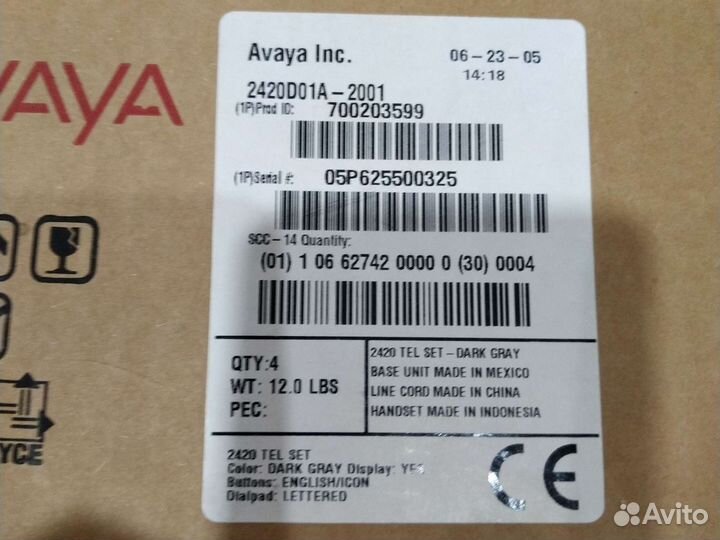 AVAYA
Avaya Inc.
06-23-05
14:18
2420D01A-2001
(1P)Prod ID: 700203599
(1P)Serial #: 05P625500325
SCC-14 Quantity:
(01) 1 06 62742 0000 0 (30) 0004
QTY:4
WT: 12.0 LBS
PEC:
2420 TEL SET-DARK GRAY
BASE UNIT MADE IN MEXICO
LINE CORD MADE IN CHINA
HANDSET MADE IN INDONESIA
2420 TEL SET
Color: DARK GRAY Display: YES
Buttons: ENGLISH/ICON
Dialpad: LETTERED
CE
Avito